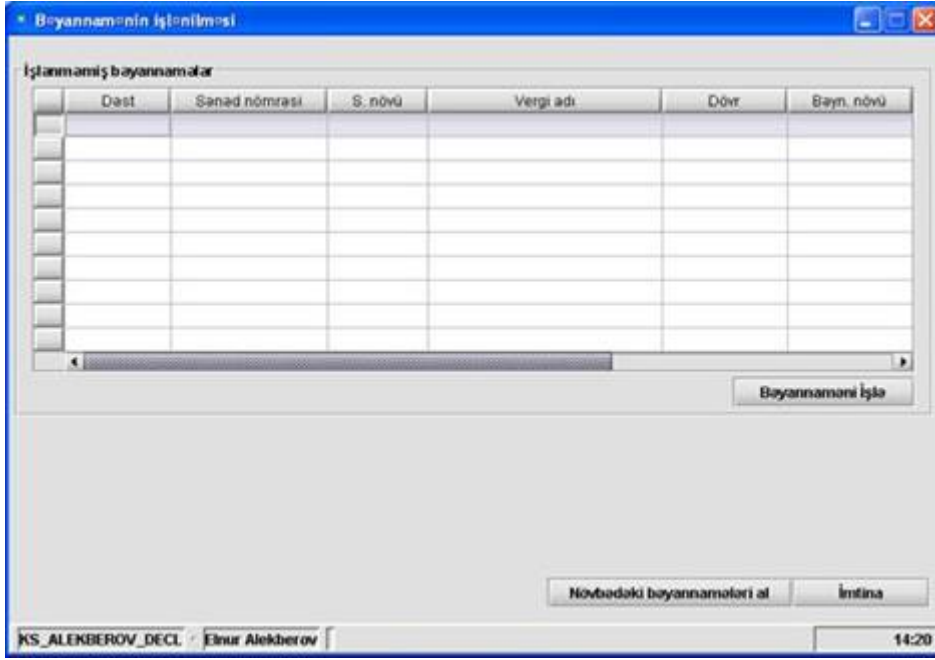 Bəyannamənin işlənilməsi
İşlənməmiş bəyannamələr
Dəst Sənəd nömrəsi S. növü Vergi adı Dövr Bəyn. növü
Bəyannaməni İşlə
Növbədəki bəyannamələri al İmtina
KS_ALEKBEROV_DECL Elnur Alekberov 14:20